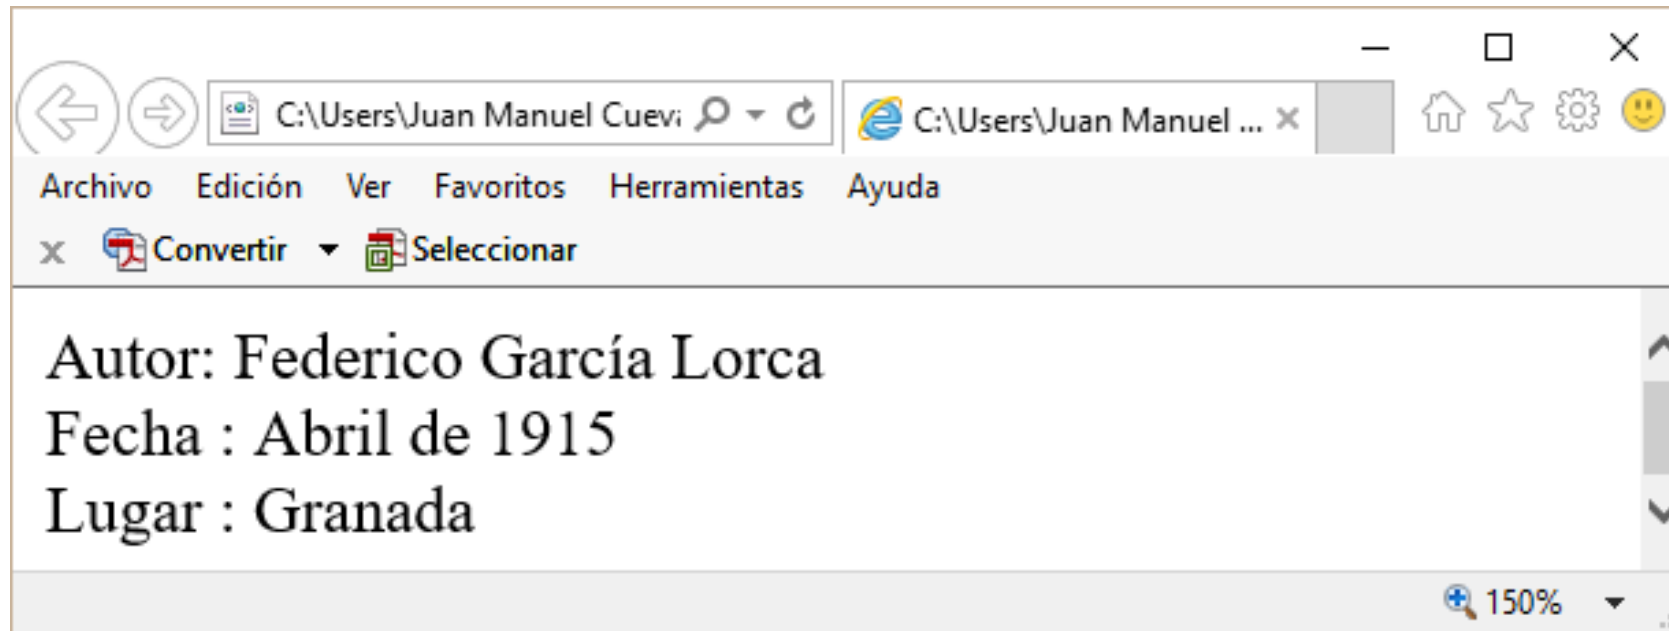 C:\Users\Juan Manuel Cueva
C:\Users\Juan Manuel ...
Archivo Edición Ver Favoritos Herramientas Ayuda
x Convertir Seleccionar
Autor: Federico García Lorca
Fecha : Abril de 1915
Lugar : Granada
150%